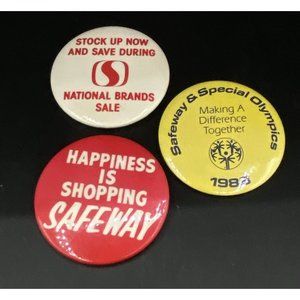 STOCK UP NOW
AND SAVE DURING
S
NATIONAL BRANDS
SALE
Safeway & Special Olympics
Making A
Difference
Together
HAPPINESS
IS
SHOPPING
SAFEWAY